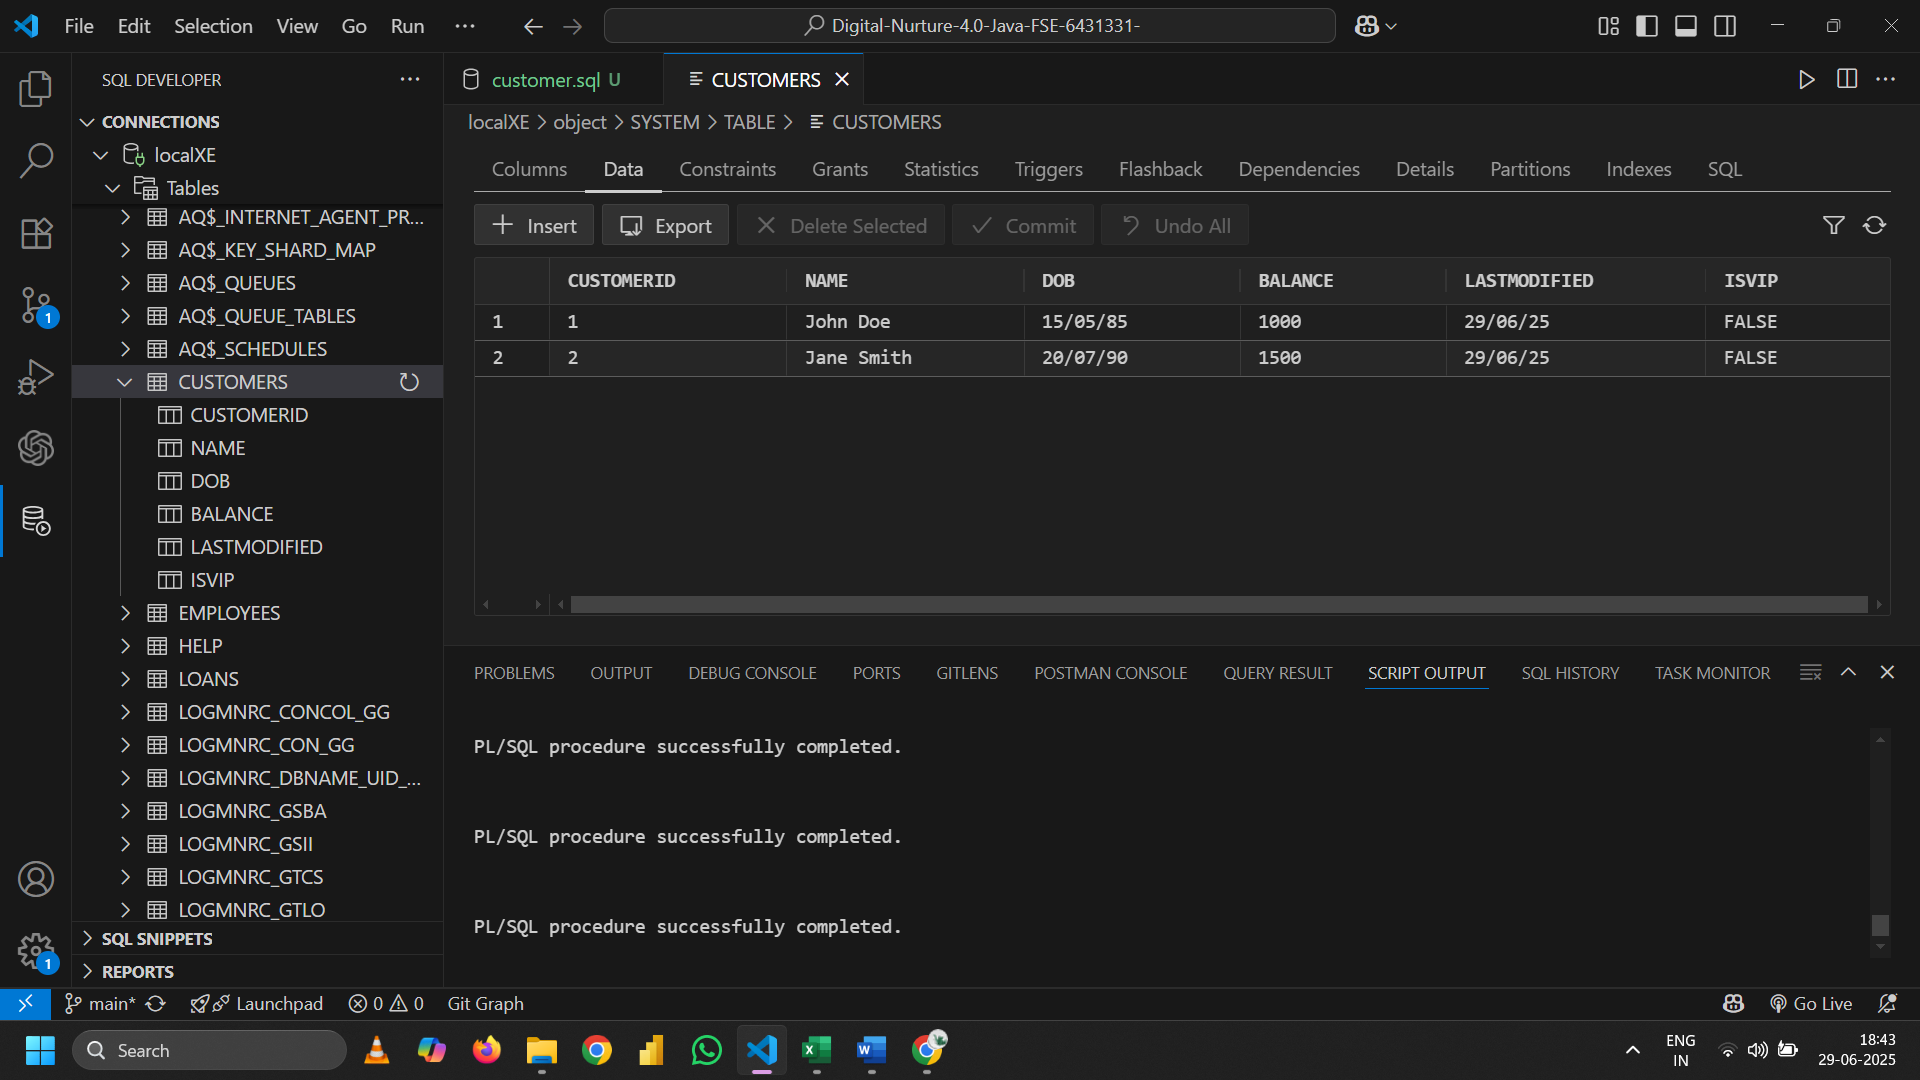 File Edit Selection View Go Run ···
Digital-Nurture-4.0-Java-FSE-6431331-
SQL DEVELOPER
CONNECTIONS
localXE
Tables
AQ$_INTERNET_AGENT_PR...
AQ$_KEY_SHARD_MAP
AQ$_QUEUES
AQ$_QUEUE_TABLES
AQ$_SCHEDULES
CUSTOMERS
CUSTOMERID
NAME
DOB
BALANCE
LASTMODIFIED
ISVIP
EMPLOYEES
HELP
LOANS
LOGMNRC_CONCOL_GG
LOGMNRC_CON_GG
LOGMNRC_DBNAME_UID_...
LOGMNRC_GSBA
LOGMNRC_GSII
LOGMNRC_GTCS
LOGMNRC_GTLO
SQL SNIPPETS
REPORTS
1
1
customer.sql U
CUSTOMERS
localXE > object > SYSTEM > TABLE > CUSTOMERS
Columns Data Constraints Grants Statistics Triggers Flashback Dependencies Details Partitions Indexes SQL
Insert Export Delete Selected Commit Undo All
CUSTOMERID NAME DOB BALANCE LASTMODIFIED ISVIP
1 1 John Doe 15/05/85 1000 29/06/25 FALSE
2 2 Jane Smith 20/07/90 1500 29/06/25 FALSE
PROBLEMS OUTPUT DEBUG CONSOLE PORTS GITLENS POSTMAN CONSOLE QUERY RESULT SCRIPT OUTPUT SQL HISTORY TASK MONITOR
PL/SQL procedure successfully completed.
PL/SQL procedure successfully completed.
PL/SQL procedure successfully completed.
main* Launchpad 0 0 Git Graph Go Live
Search
ENG
IN
18:43
29-06-2025